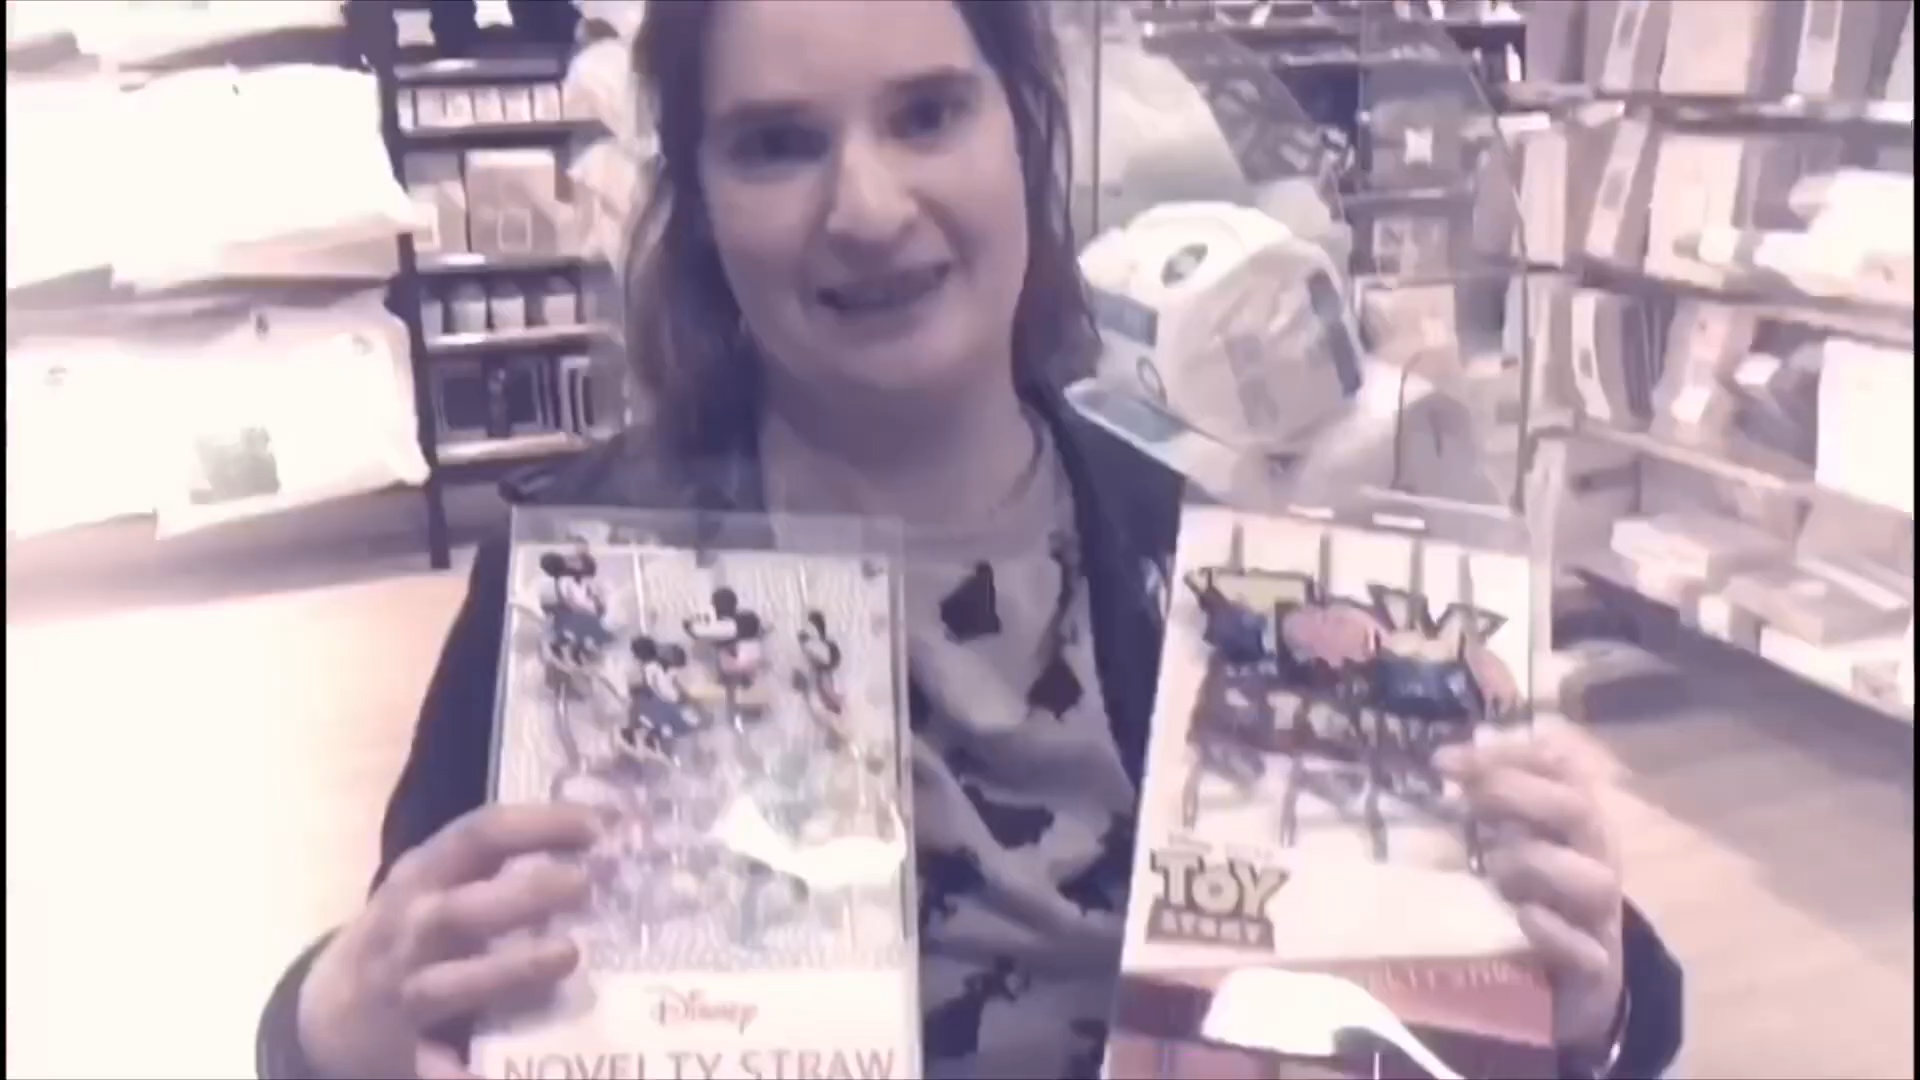 Disney
NOVELTY STRAW
TOY
STORY
TOY
STORY